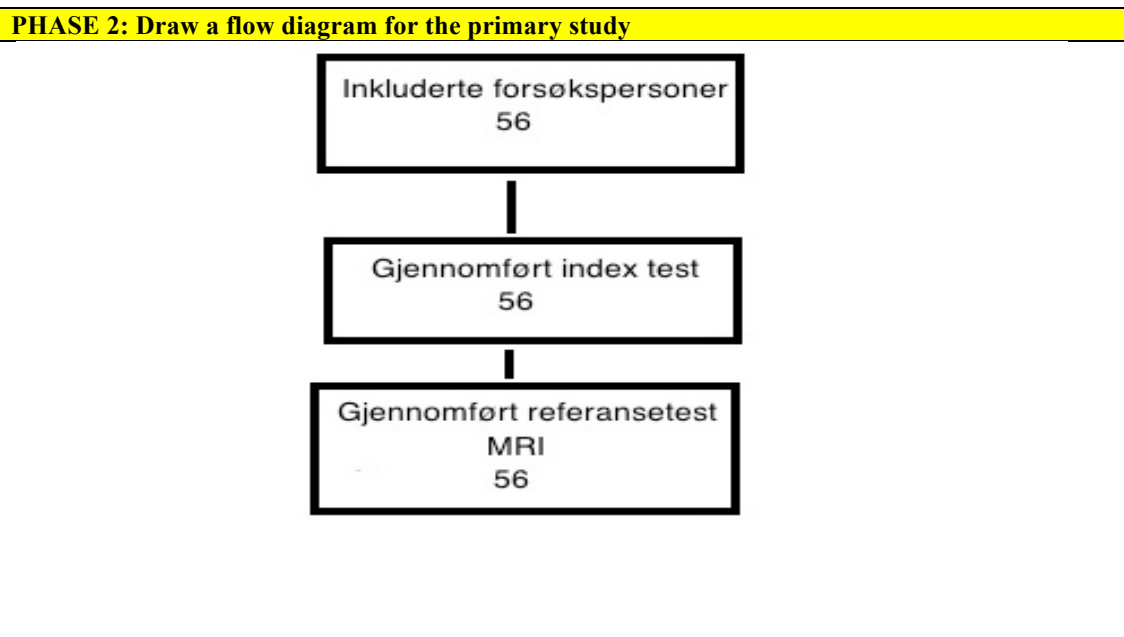 PHASE 2: Draw a flow diagram for the primary study
Inkluderte forsøkspersoner
56
Gjennomført index test
56
Gjennomført referansetest
MRI
56